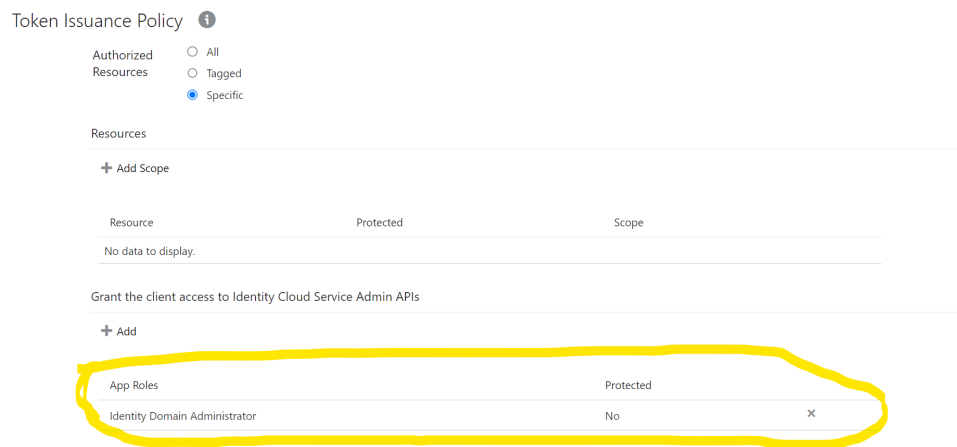 Token Issuance Policy
Authorized Resources
All
Tagged
Specific
Resources
Add Scope
Resource Protected Scope
No data to display.
Grant the client access to Identity Cloud Service Admin APIs
Add
App Roles Protected
Identity Domain Administrator No